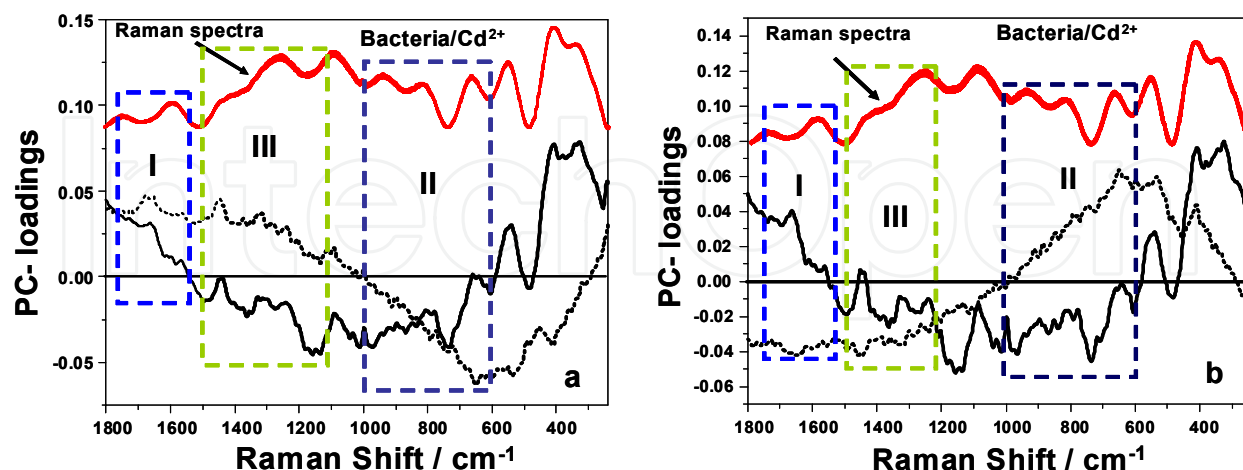 Raman spectra
Bacteria/Cd²⁺
PC- loadings
0.15
0.10
0.05
0.00
-0.05
I
III
II
a
1800 1600 1400 1200 1000 800 600 400
Raman Shift / cm⁻¹
Raman spectra
Bacteria/Cd²⁺
PC- loadings
0.14
0.12
0.10
0.08
0.06
0.04
0.02
0.00
-0.02
-0.04
-0.06
I
III
II
b
1800 1600 1400 1200 1000 800 600 400
Raman Shift / cm⁻¹
IntechOpen